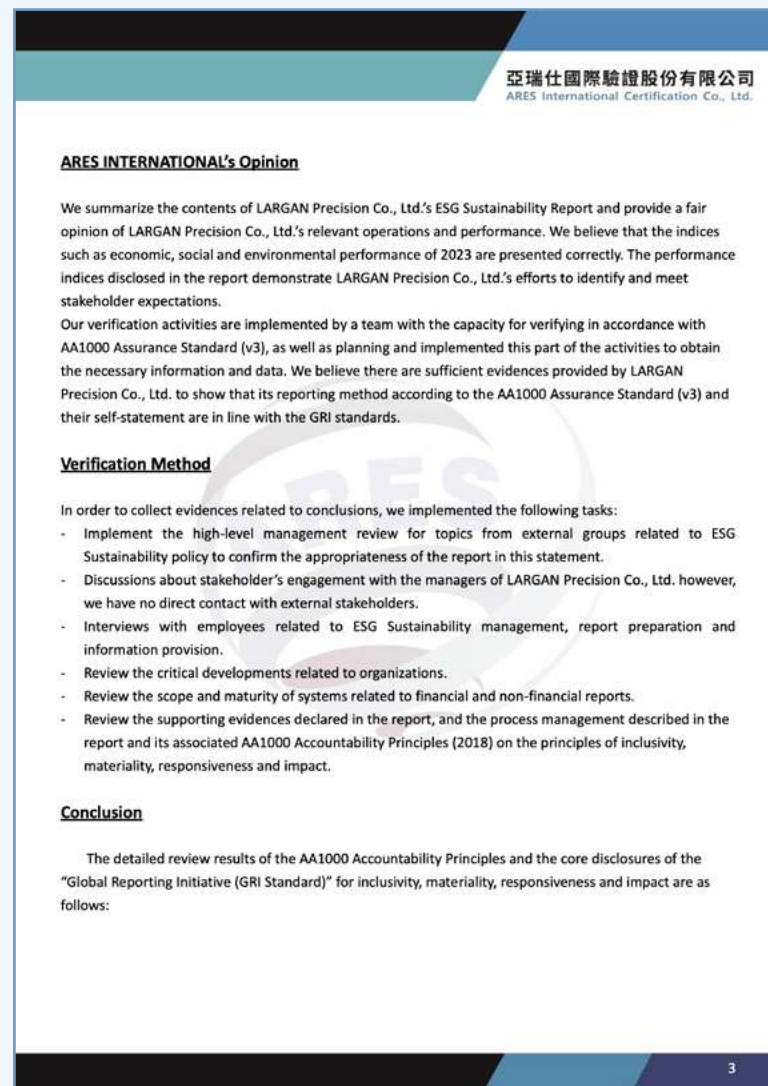 亞瑞仕國際驗證股份有限公司
ARES International Certification Co., Ltd.
ARES INTERNATIONAL's Opinion
We summarize the contents of LARGAN Precision Co., Ltd.'s ESG Sustainability Report and provide a fair
opinion of LARGAN Precision Co., Ltd.'s relevant operations and performance. We believe that the indices
such as economic, social and environmental performance of 2023 are presented correctly. The performance
indices disclosed in the report demonstrate LARGAN Precision Co., Ltd.'s efforts to identify and meet
stakeholder expectations.
Our verification activities are implemented by a team with the capacity for verifying in accordance with
AA1000 Assurance Standard (v3), as well as planning and implemented this part of the activities to obtain
the necessary information and data. We believe there are sufficient evidences provided by LARGAN
Precision Co., Ltd. to show that its reporting method according to the AA1000 Assurance Standard (v3) and
their self-statement are in line with the GRI standards.
ARES
Verification Method
In order to collect evidences related to conclusions, we implemented the following tasks:
- Implement the high-level management review for topics from external groups related to ESG
Sustainability policy to confirm the appropriateness of the report in this statement.
- Discussions about stakeholder's engagement with the managers of LARGAN Precision Co., Ltd. however,
we have no direct contact with external stakeholders.
- Interviews with employees related to ESG Sustainability management, report preparation and
information provision.
- Review the critical developments related to organizations.
- Review the scope and maturity of systems related to financial and non-financial reports.
- Review the supporting evidences declared in the report, and the process management described in the
report and its associated AA1000 Accountability Principles (2018) on the principles of inclusivity,
materiality, responsiveness and impact.
Conclusion
The detailed review results of the AA1000 Accountability Principles and the core disclosures of the
“Global Reporting Initiative (GRI Standard)” for inclusivity, materiality, responsiveness and impact are as
follows:
3